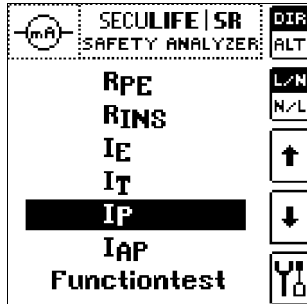 mA
SECULIFE | SR
SAFETY ANALYZER
DIR
ALT
L/N
N/L
RPE
RINS
IE
IT
IP
IAP
Functiontest